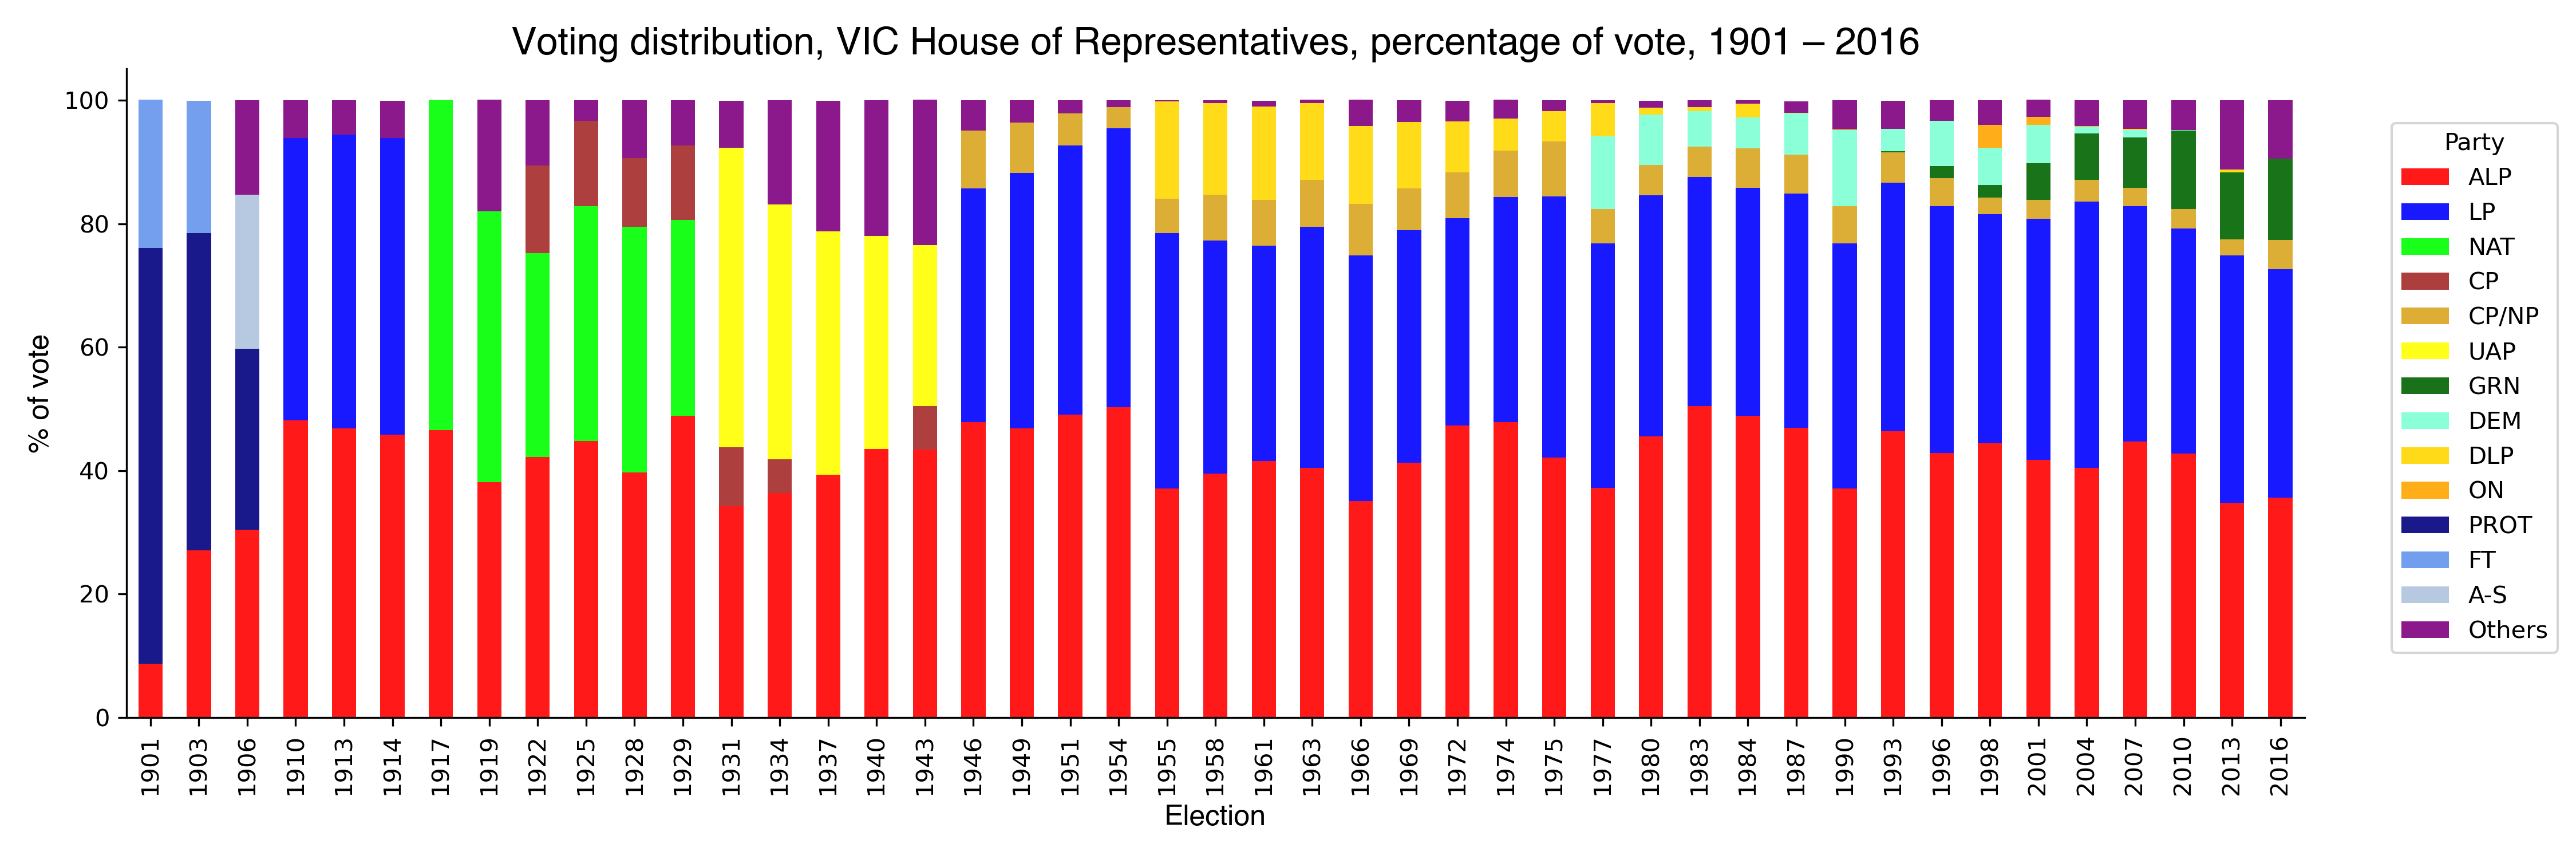 Voting distribution, VIC House of Representatives, percentage of vote, 1901 – 2016
% of vote
100
80
60
40
20
0
1901 1903 1906 1910 1913 1914 1917 1919 1922 1925 1928 1929 1931 1934 1937 1940 1943 1946 1949 1951 1954 1955 1958 1961 1963 1966 1969 1972 1974 1975 1977 1980 1983 1984 1987 1990 1993 1996 1998 2001 2004 2007 2010 2013 2016
Election
Party
ALP
LP
NAT
CP
CP/NP
UAP
GRN
DEM
DLP
ON
PROT
FT
A-S
Others